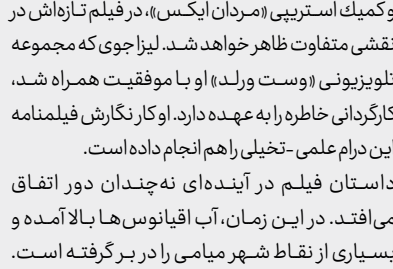 و کمیک استریپی «مردان ایکس»، در فیلم تازه‌اش در
نقشی متفاوت ظاهر خواهد شد. لیزا جوی که مجموعه
تلویزیونی «وست ورلد» او با موفقیت همراه شد،
کارگردانی خاطره را به عهده دارد. او کار نگارش فیلمنامه
این درام علمی-تخیلی را هم انجام داده است.
داستان فیلم در آینده‌ای نه‌چندان دور اتفاق
می‌افتد. در این زمان، آب اقیانوس‌ها بالا آمده و
بسیاری از نقاط شهر میامی را در بر گرفته است.